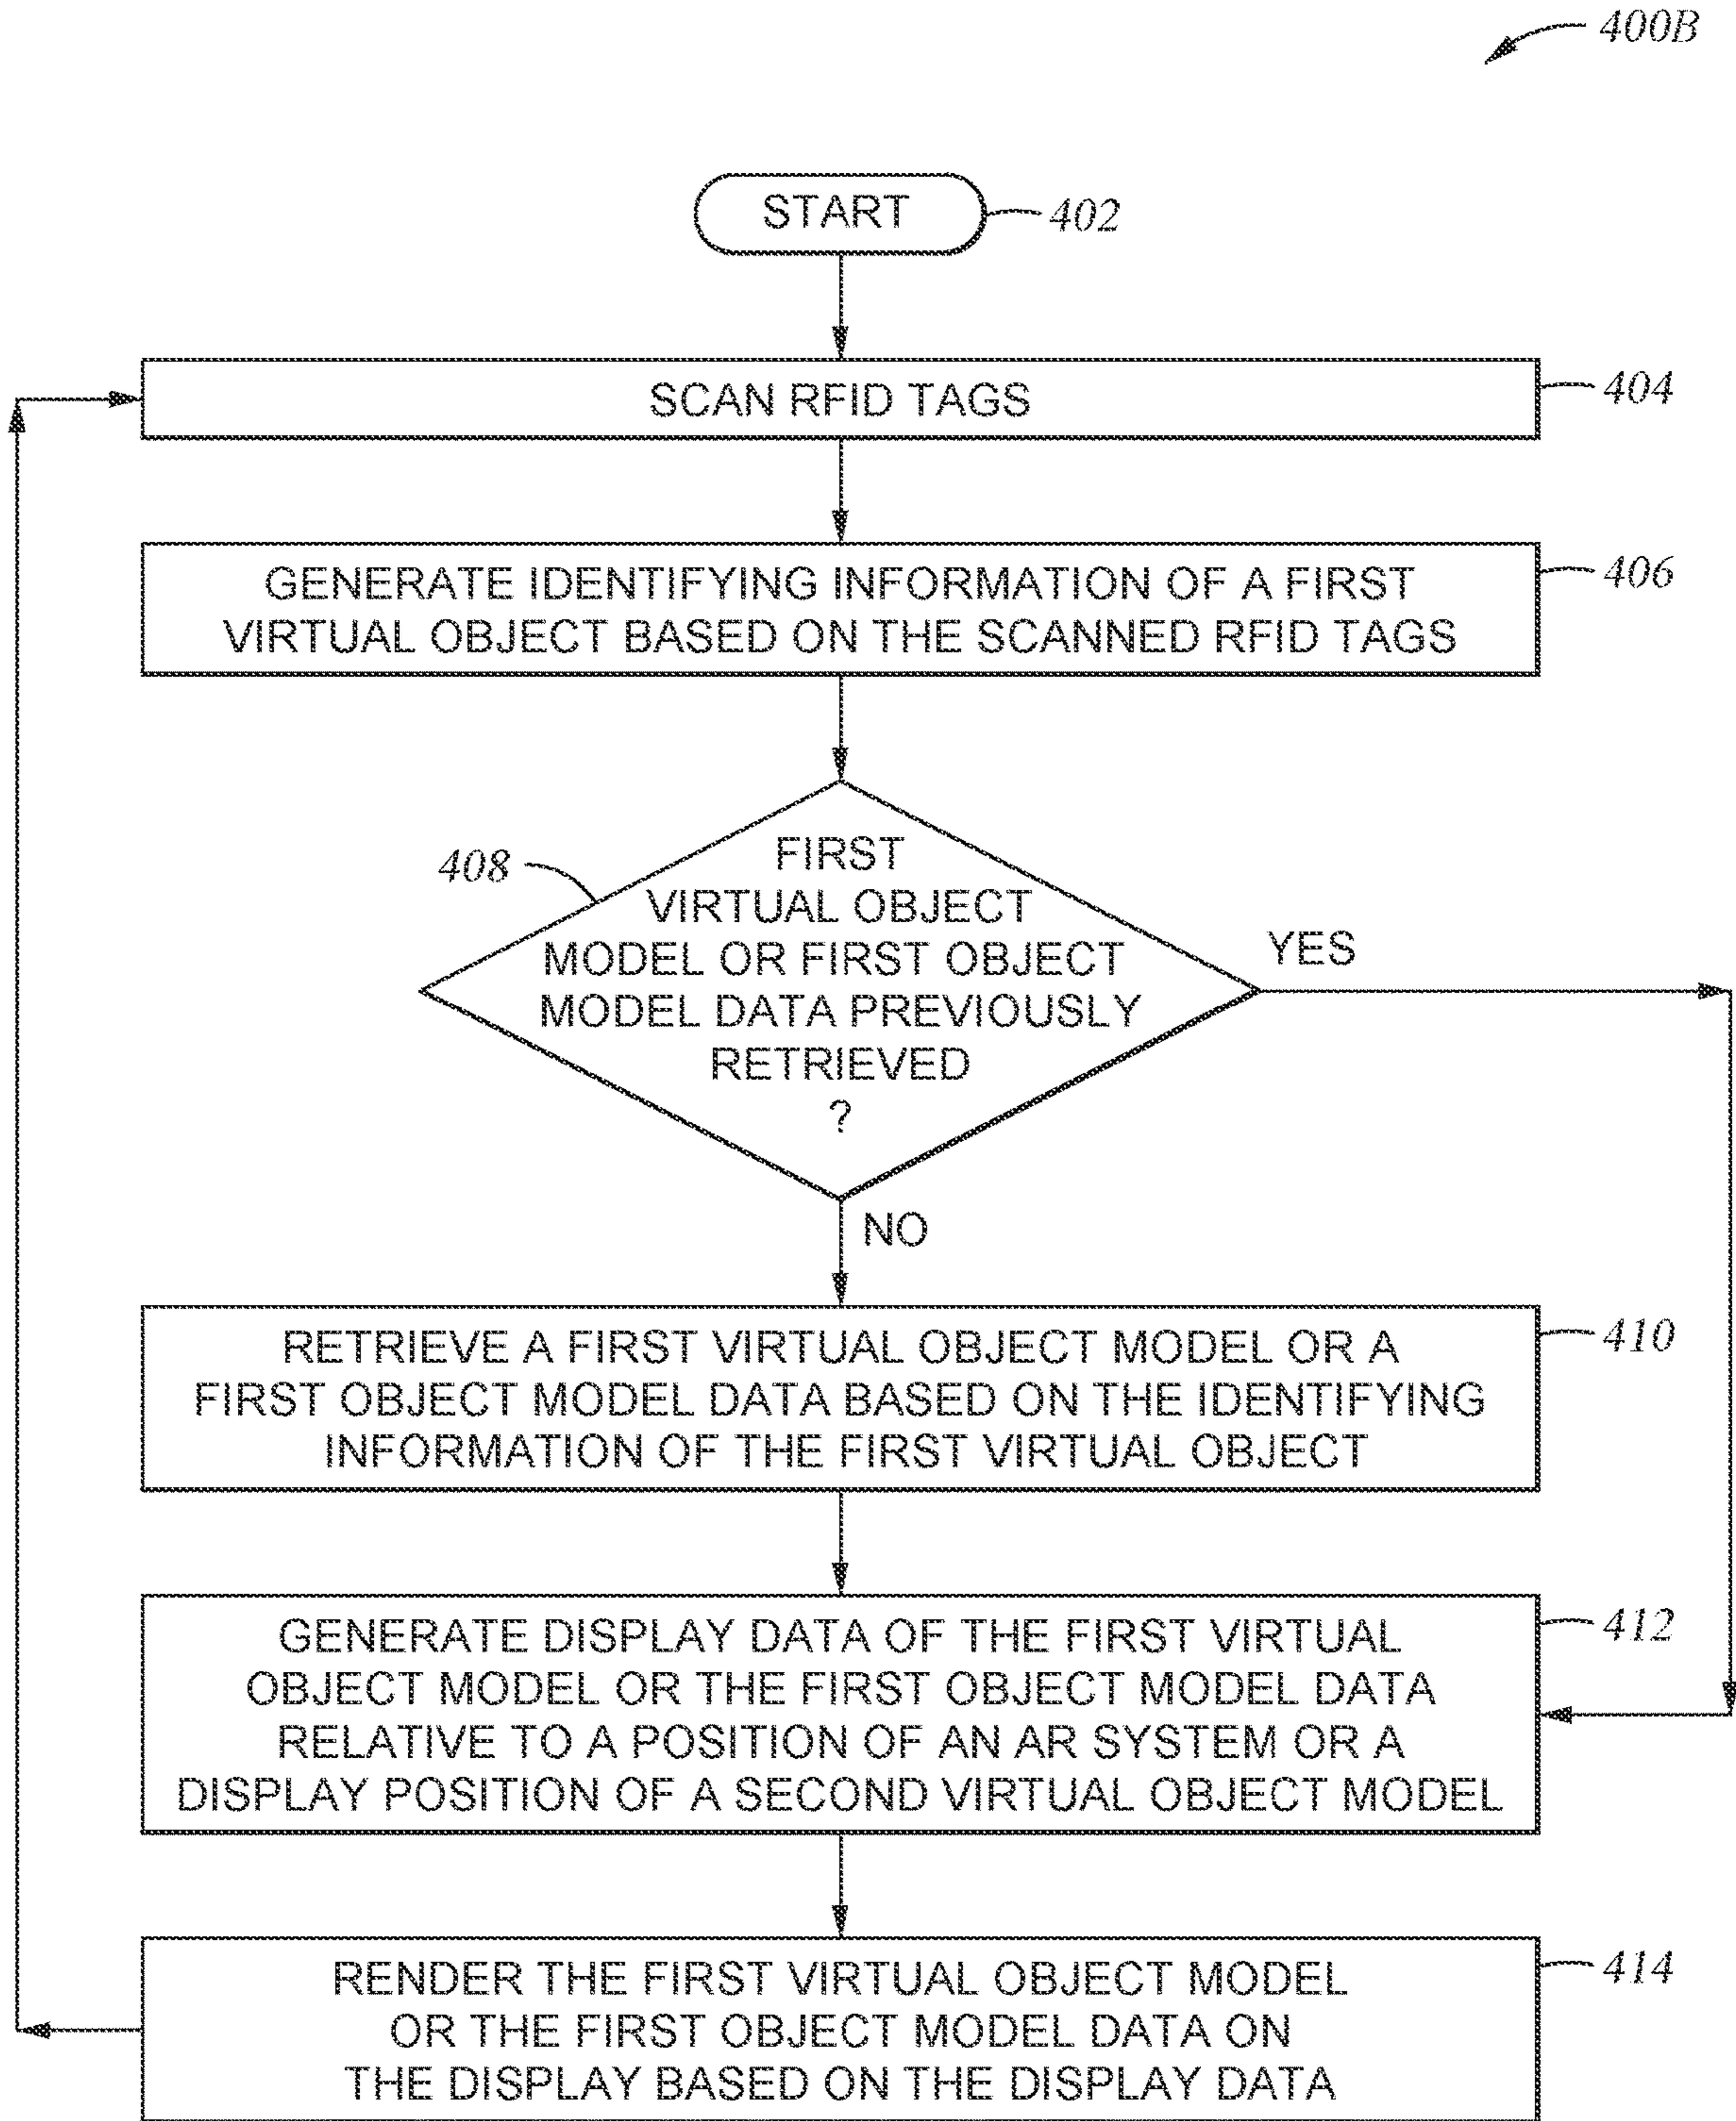 400B
START
402
SCAN RFID TAGS
404
GENERATE IDENTIFYING INFORMATION OF A FIRST
VIRTUAL OBJECT BASED ON THE SCANNED RFID TAGS
406
408
FIRST
VIRTUAL OBJECT
MODEL OR FIRST OBJECT
MODEL DATA PREVIOUSLY
RETRIEVED
?
YES
NO
RETRIEVE A FIRST VIRTUAL OBJECT MODEL OR A
FIRST OBJECT MODEL DATA BASED ON THE IDENTIFYING
INFORMATION OF THE FIRST VIRTUAL OBJECT
410
GENERATE DISPLAY DATA OF THE FIRST VIRTUAL
OBJECT MODEL OR THE FIRST OBJECT MODEL DATA
RELATIVE TO A POSITION OF AN AR SYSTEM OR A
DISPLAY POSITION OF A SECOND VIRTUAL OBJECT MODEL
412
RENDER THE FIRST VIRTUAL OBJECT MODEL
OR THE FIRST OBJECT MODEL DATA ON
THE DISPLAY BASED ON THE DISPLAY DATA
414